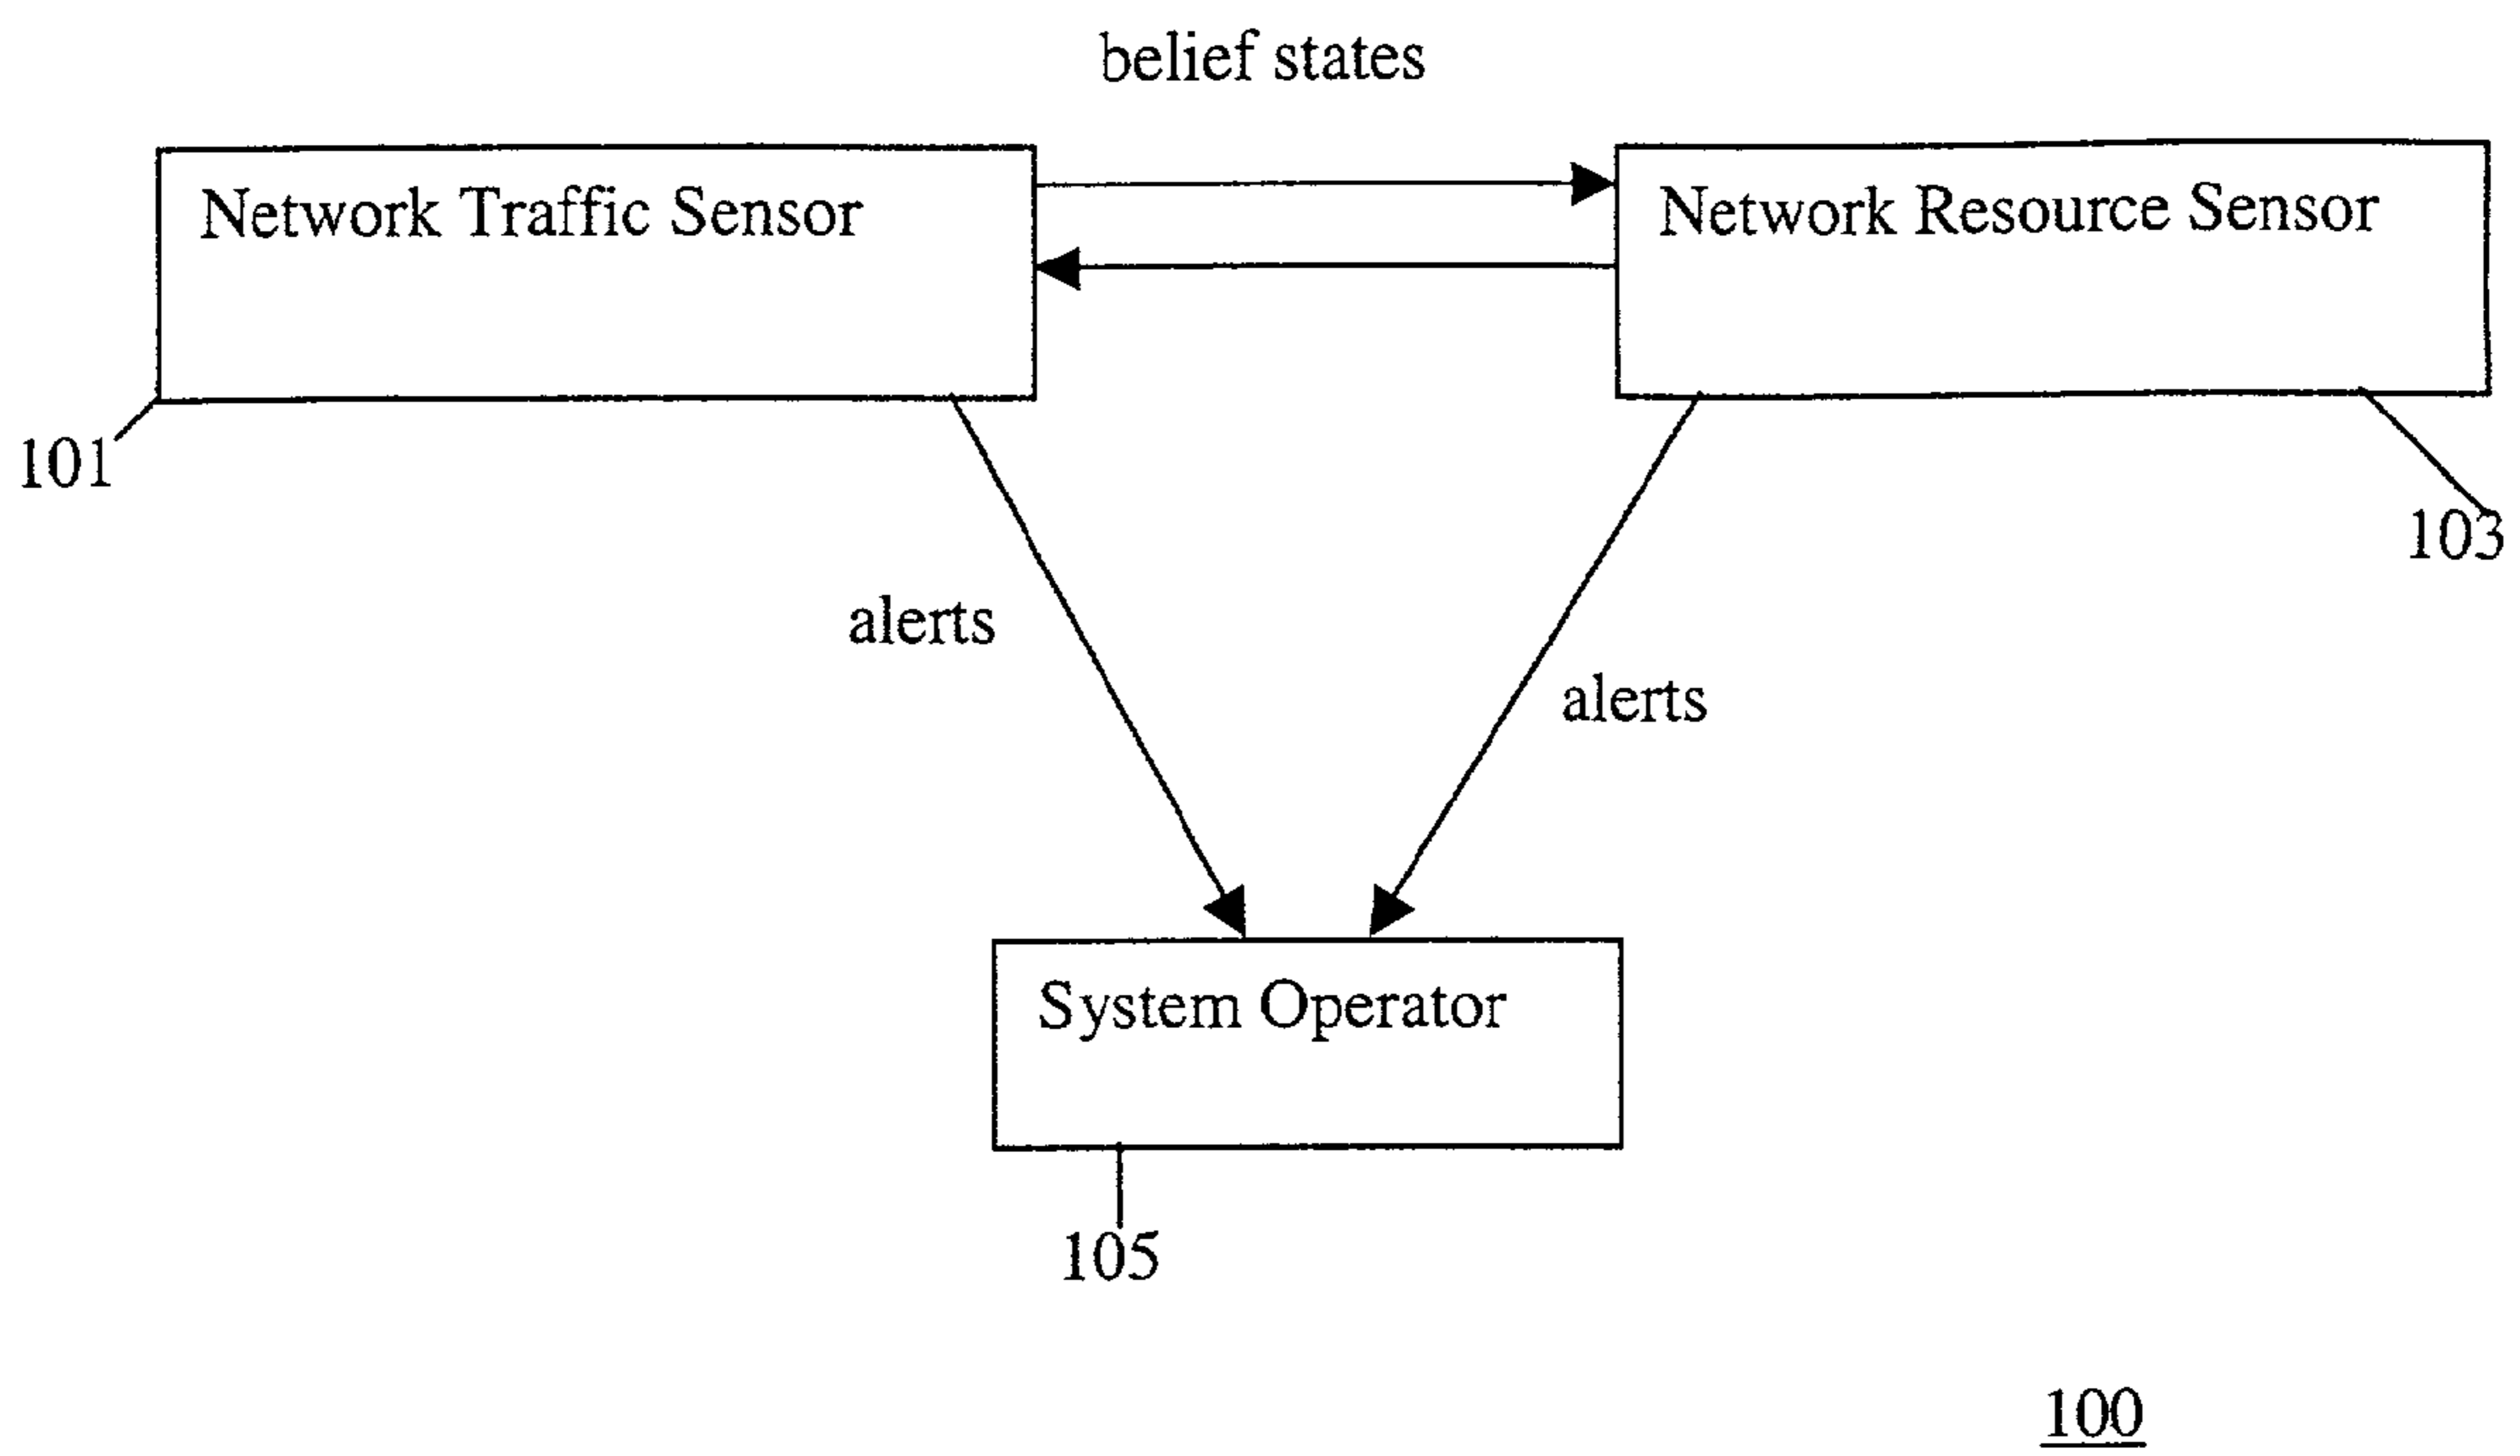 belief states
Network Traffic Sensor
Network Resource Sensor
101
103
alerts
alerts
System Operator
105
100